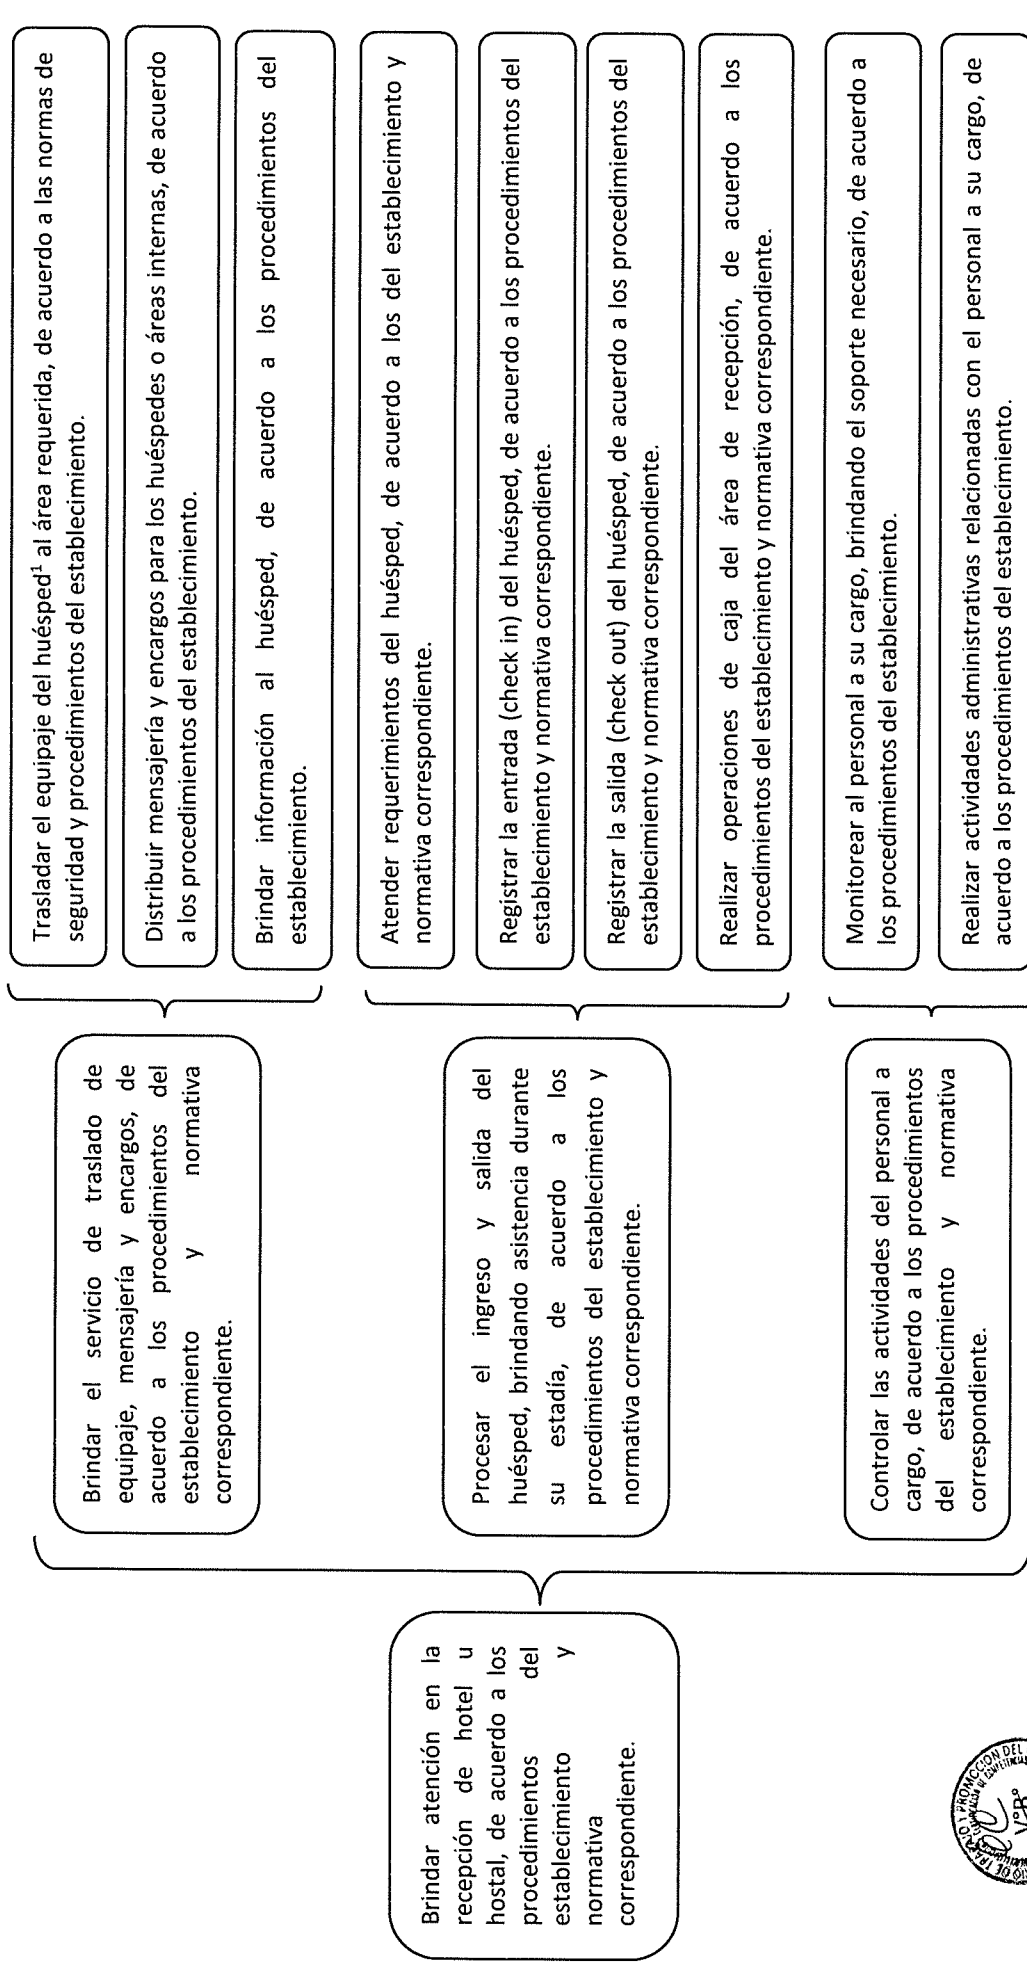 Brindar atención en la
recepción de hotel u
hostal, de acuerdo a los
procedimientos del
establecimiento y
normativa
correspondiente.
Brindar el servicio de traslado de
equipaje, mensajería y encargos, de
acuerdo a los procedimientos del
establecimiento y normativa
correspondiente.
Trasladar el equipaje del huésped¹ al área requerida, de acuerdo a las normas de
seguridad y procedimientos del establecimiento.
Distribuir mensajería y encargos para los huéspedes o áreas internas, de acuerdo
a los procedimientos del establecimiento.
Brindar información al huésped, de acuerdo a los procedimientos del
establecimiento.
Procesar el ingreso y salida del
huésped, brindando asistencia durante
su estadía, de acuerdo a los
procedimientos del establecimiento y
normativa correspondiente.
Atender requerimientos del huésped, de acuerdo a los del establecimiento y
normativa correspondiente.
Registrar la entrada (check in) del huésped, de acuerdo a los procedimientos del
establecimiento y normativa correspondiente.
Registrar la salida (check out) del huésped, de acuerdo a los procedimientos del
establecimiento y normativa correspondiente.
Realizar operaciones de caja del área de recepción, de acuerdo a los
procedimientos del establecimiento y normativa correspondiente.
Controlar las actividades del personal a
cargo, de acuerdo a los procedimientos
del establecimiento y normativa
correspondiente.
Monitorear al personal a su cargo, brindando el soporte necesario, de acuerdo a
los procedimientos del establecimiento.
Realizar actividades administrativas relacionadas con el personal a su cargo, de
acuerdo a los procedimientos del establecimiento.
TRABAJO Y PROMOCION DEL
V°B°